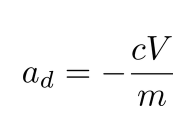 $a_d = -\frac{cV}{m}$